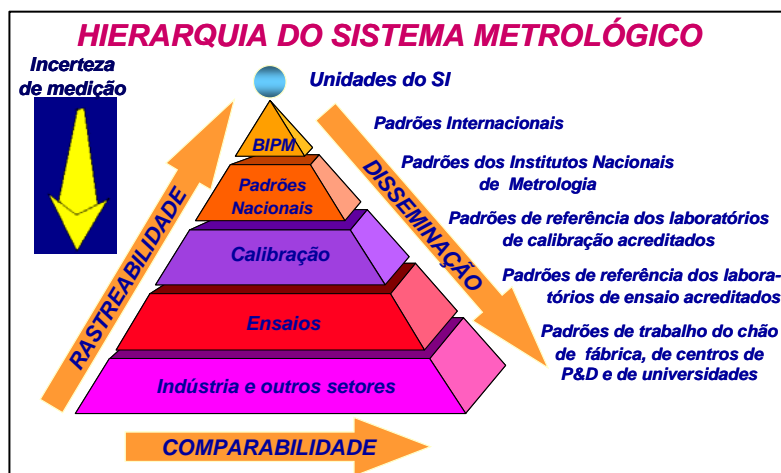 HIERARQUIA DO SISTEMA METROLÓGICO
Incerteza
de medição
Unidades do SI
BIPM
Padrões
Nacionais
Calibração
Ensaios
Indústria e outros setores
RASTREABILIDADE
DISSEMINAÇÃO
COMPARABILIDADE
Padrões Internacionais
Padrões dos Institutos Nacionais
de Metrologia
Padrões de referência dos laboratórios
de calibração acreditados
Padrões de referência dos labora-
tórios de ensaio acreditados
Padrões de trabalho do chão
de fábrica, de centros de
P&D e de universidades